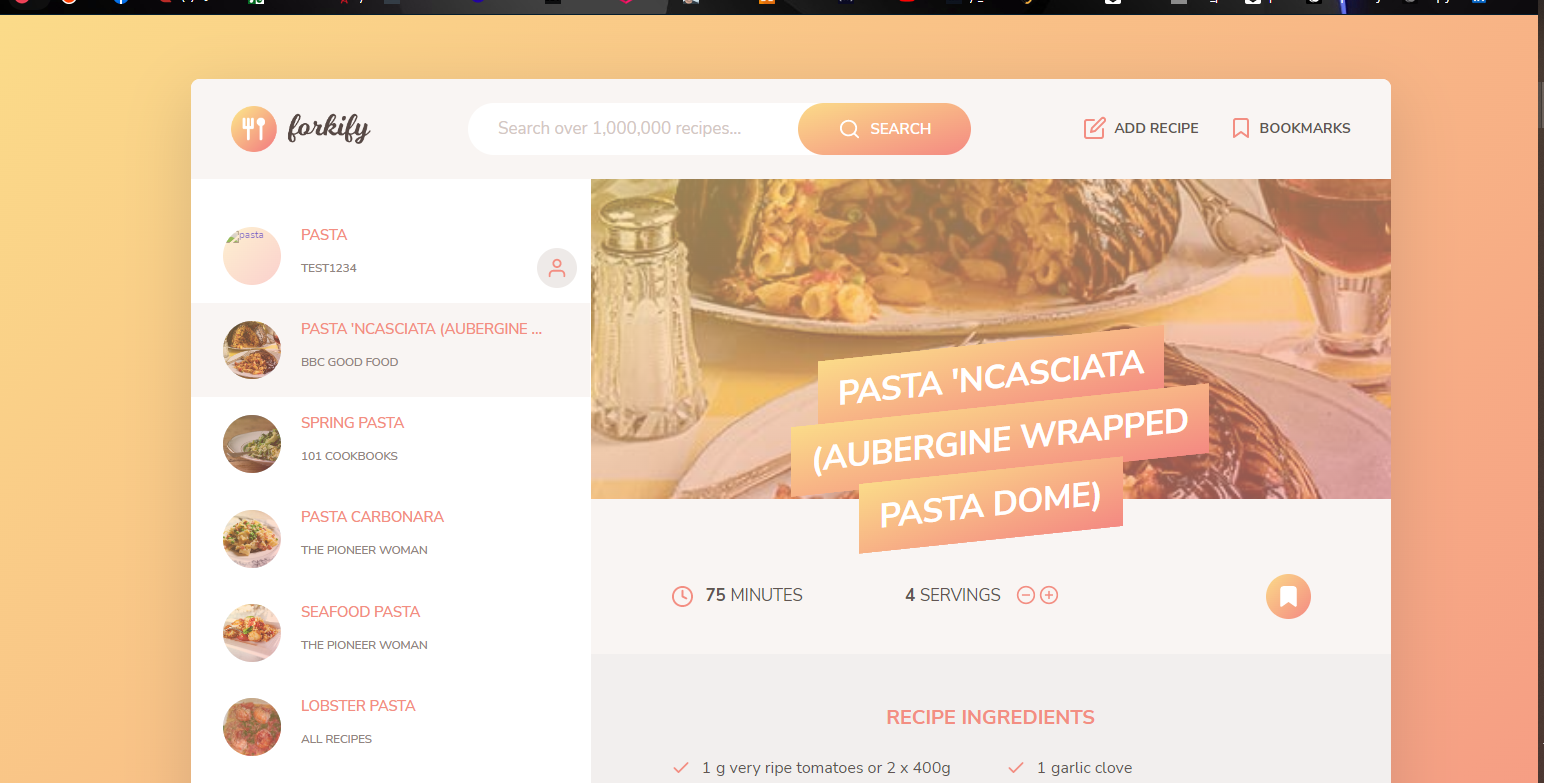 forkify
Search over 1,000,000 recipes...
SEARCH
ADD RECIPE
BOOKMARKS
pasta
PASTA
TEST1234
PASTA 'NCASCIATA (AUBERGINE ...
BBC GOOD FOOD
SPRING PASTA
101 COOKBOOKS
PASTA CARBONARA
THE PIONEER WOMAN
SEAFOOD PASTA
THE PIONEER WOMAN
LOBSTER PASTA
ALL RECIPES
PASTA 'NCASCIATA
(AUBERGINE WRAPPED
PASTA DOME)
75 MINUTES
4 SERVINGS
RECIPE INGREDIENTS
1 g very ripe tomatoes or 2 x 400g
1 garlic clove